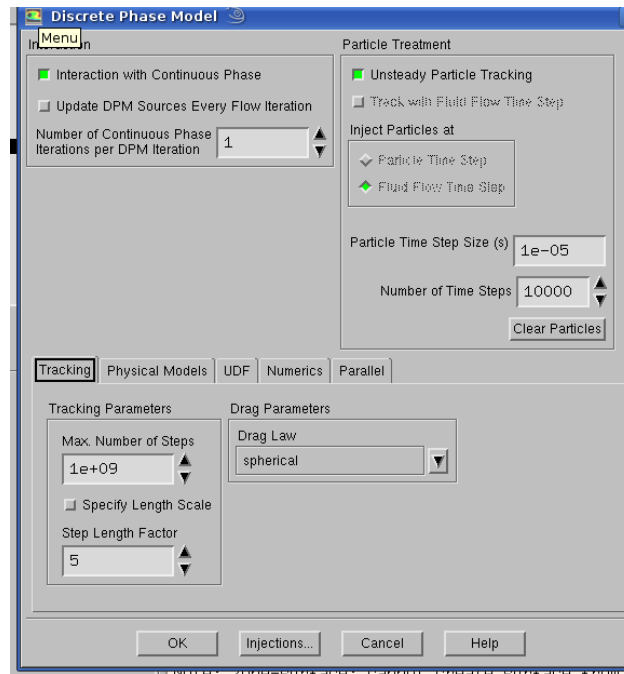 Discrete Phase Model
Menu
Interaction
Interaction with Continuous Phase
Update DPM Sources Every Flow Iteration
Number of Continuous Phase
Iterations per DPM Iteration
1
Particle Treatment
Unsteady Particle Tracking
Track with Fluid Flow Time Step
Inject Particles at
Particle Time Step
Fluid Flow Time Step
Particle Time Step Size (s)
1e-05
Number of Time Steps
10000
Clear Particles
Tracking Physical Models UDF Numerics Parallel
Tracking Parameters
Max. Number of Steps
1e+09
Specify Length Scale
Step Length Factor
5
Drag Parameters
Drag Law
spherical
OK Injections... Cancel Help